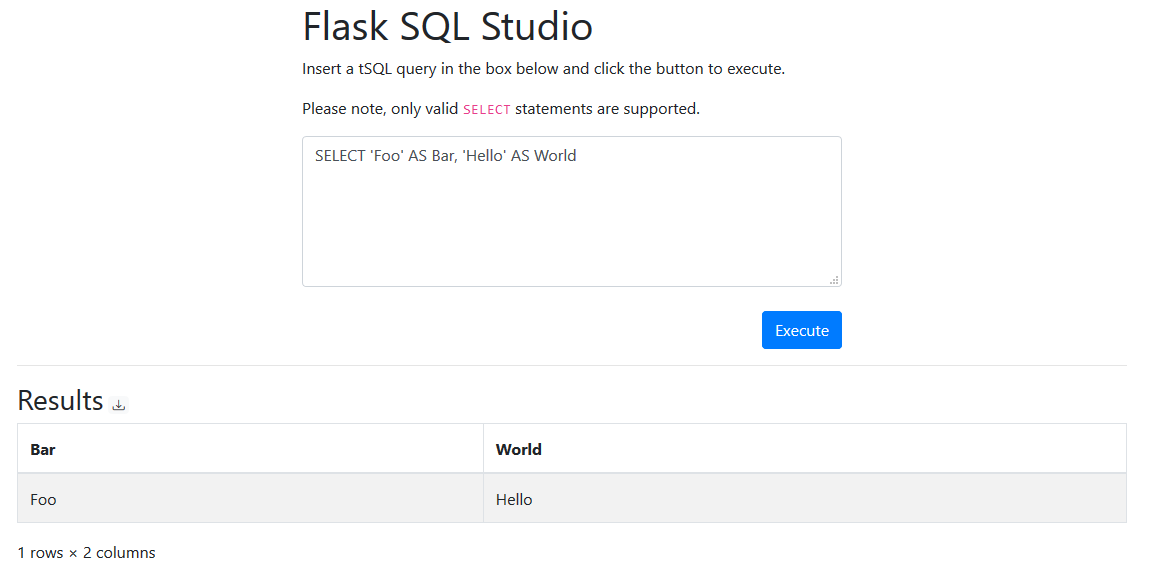 Flask SQL Studio
Insert a tSQL query in the box below and click the button to execute.
Please note, only valid SELECT statements are supported.
SELECT 'Foo' AS Bar, 'Hello' AS World
Execute
Results
Bar World
Foo Hello
1 rows × 2 columns